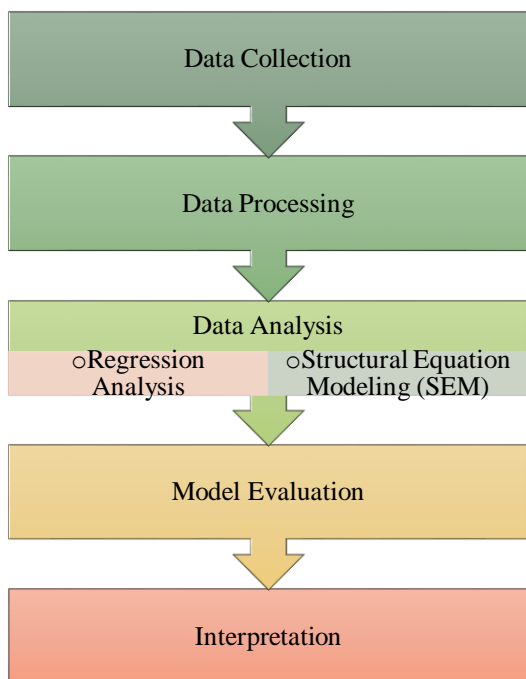 Data Collection
Data Processing
Data Analysis
oRegression
Analysis
oStructural Equation
Modeling (SEM)
Model Evaluation
Interpretation